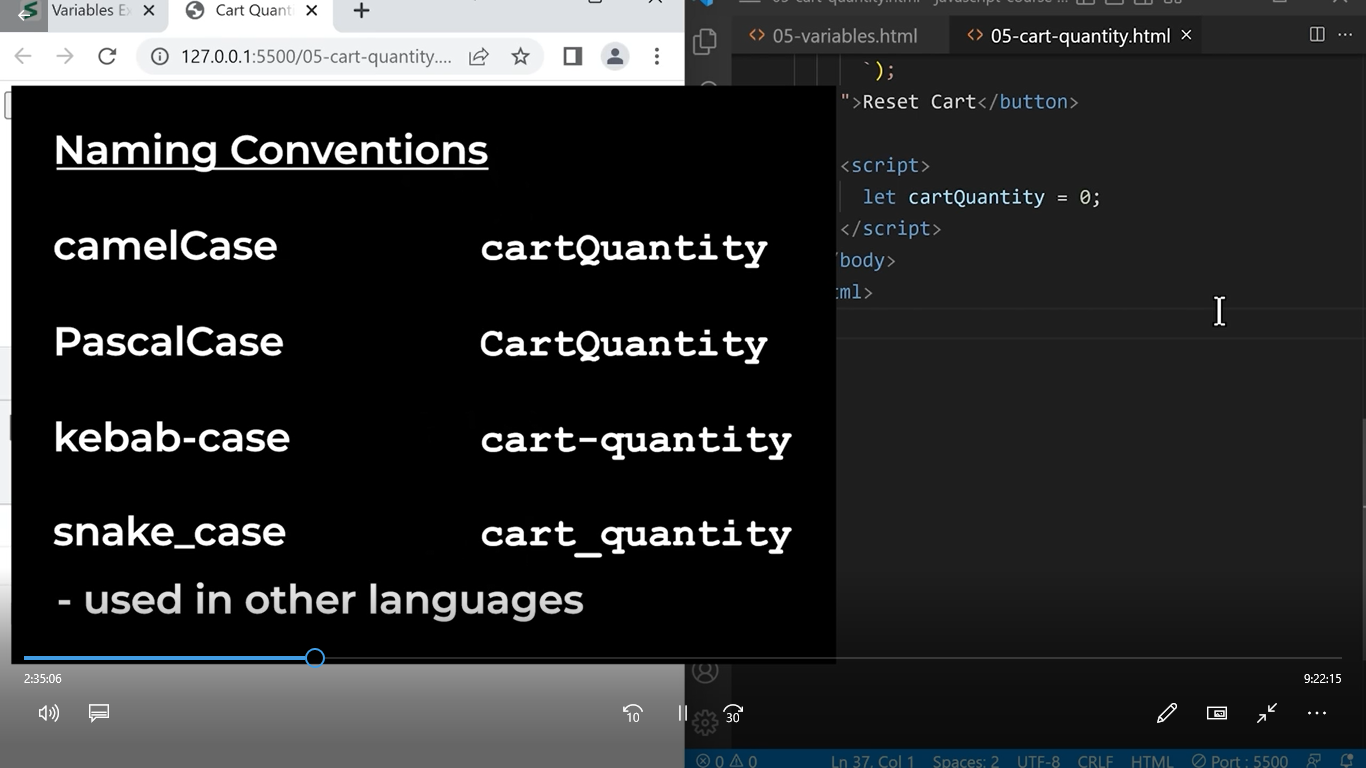 Variables Ex
Cart Quant
127.0.0.1:5500/05-cart-quantity....
05-variables.html
05-cart-quantity.html
`);
">Reset Cart</button>
<script>
let cartQuantity = 0;
</script>
/body>
ml>
Naming Conventions
camelCase cartQuantity
PascalCase CartQuantity
kebab-case cart-quantity
snake_case cart_quantity
- used in other languages
2:35:06
9:22:15
10
30
0 0
Ln 37, Col 1 Spaces: 2 UTF-8 CRLF HTML Port : 5500